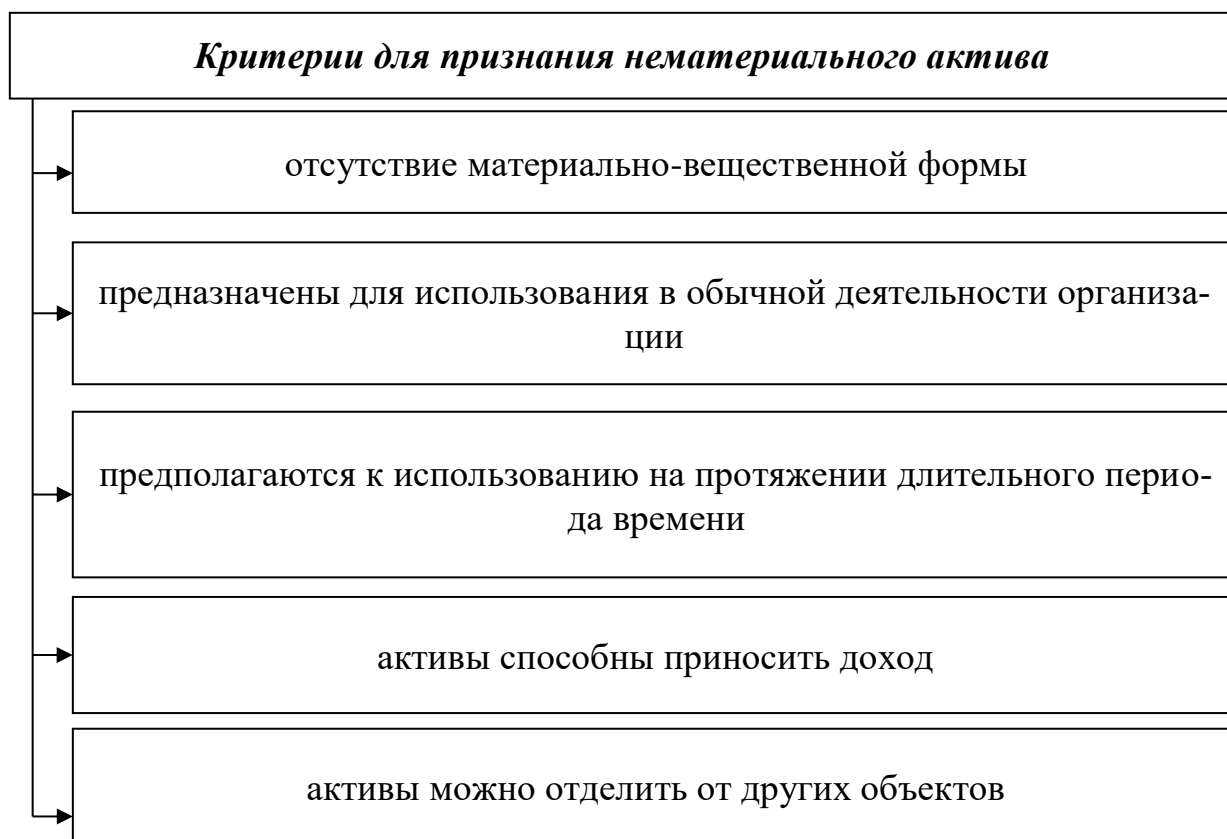 Критерии для признания нематериального актива
отсутствие материально-вещественной формы
предназначены для использования в обычной деятельности организа-
ции
предполагаются к использованию на протяжении длительного перио-
да времени
активы способны приносить доход
активы можно отделить от других объектов